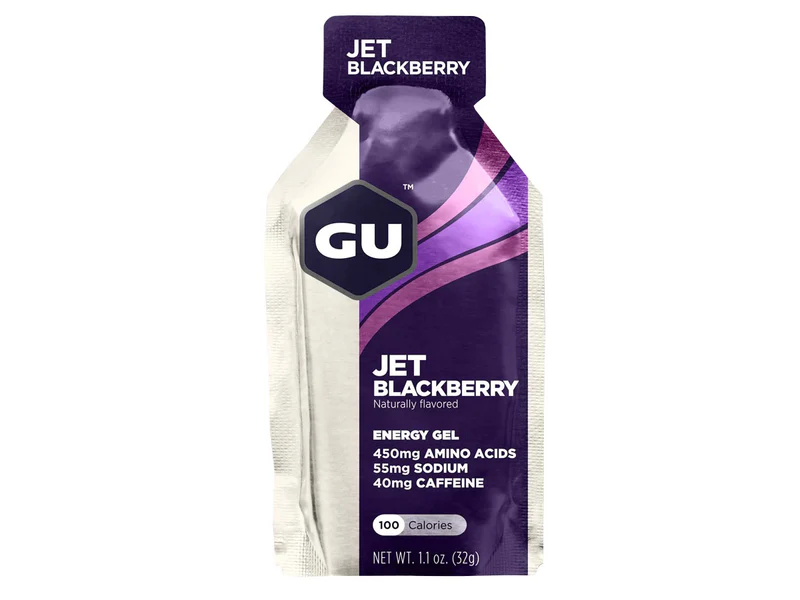 JET
BLACKBERRY
™
GU
JET
BLACKBERRY
Naturally flavored
ENERGY GEL
450mg AMINO ACIDS
55mg SODIUM
40mg CAFFEINE
100 Calories
NET WT. 1.1 oz. (32g)